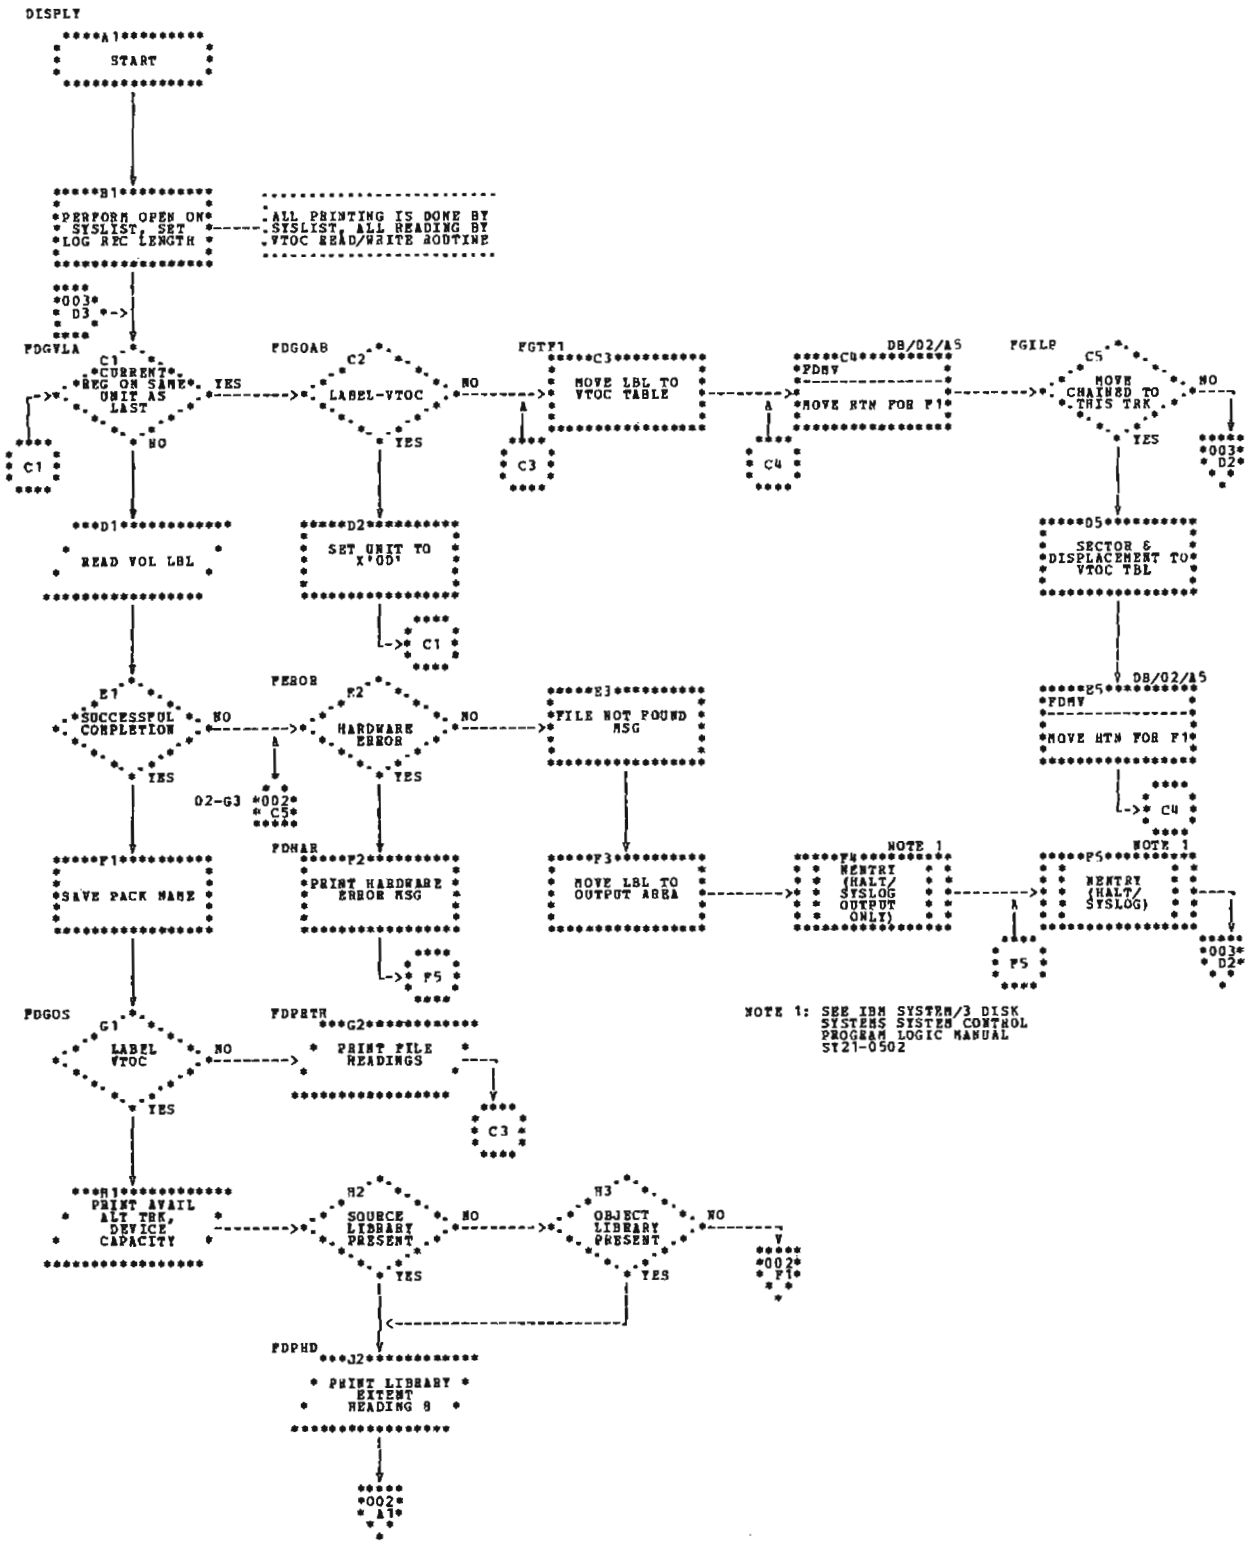 DISPLY
A1
START
B1
PERFORM OPEN ON
SYSLIST, SET
LOG REC LENGTH
ALL PRINTING IS DONE BY
SYSLIST, ALL READING BY
VTOC READ/WRITE ROUTINE
003
D3
FDGVLA
C1
CURRENT
REG ON SAME
UNIT AS
LAST
YES
NO
C1
FDGOAB
C2
LABEL-VTOC
NO
YES
FGTF1
C3
MOVE LBL TO
VTOC TABLE
C3
DB/02/A5
C4
FDMV
MOVE RTN FOR F1
C4
FGILP
C5
MOVE
CHAINED TO
THIS TRK
NO
YES
003
D2
D1
READ VOL LBL
D2
SET UNIT TO
X'0D'
C1
D5
SECTOR &
DISPLACEMENT TO
VTOC TBL
E1
SUCCESSFUL
COMPLETION
NO
YES
02-G3
002
C5
FEROR
E2
HARDWARE
ERROR
NO
YES
E3
FILE NOT FOUND
MSG
DB/02/A5
E5
FDMV
MOVE RTN FOR F1
C4
F1
SAVE PACK NAME
FDHAR
F2
PRINT HARDWARE
ERROR MSG
F5
F3
MOVE LBL TO
OUTPUT AREA
NOTE 1
F4
NENTRY
(HALT/
SYSLOG
OUTPUT
ONLY)
F5
NOTE 1
F5
NENTRY
(HALT/
SYSLOG)
003
D2
NOTE 1: SEE IBM SYSTEM/3 DISK
SYSTEMS SYSTEM CONTROL
PROGRAM LOGIC MANUAL
SY21-0502
FDGOS
G1
LABEL
VTOC
NO
YES
FDPRTH
G2
PRINT FILE
HEADINGS
C3
H1
PRINT AVAIL
ALT TRK,
DEVICE
CAPACITY
H2
SOURCE
LIBRARY
PRESENT
NO
YES
H3
OBJECT
LIBRARY
PRESENT
NO
YES
002
F1
FDPHD
J2
PRINT LIBRARY
EXTENT
HEADING 8
002
A1